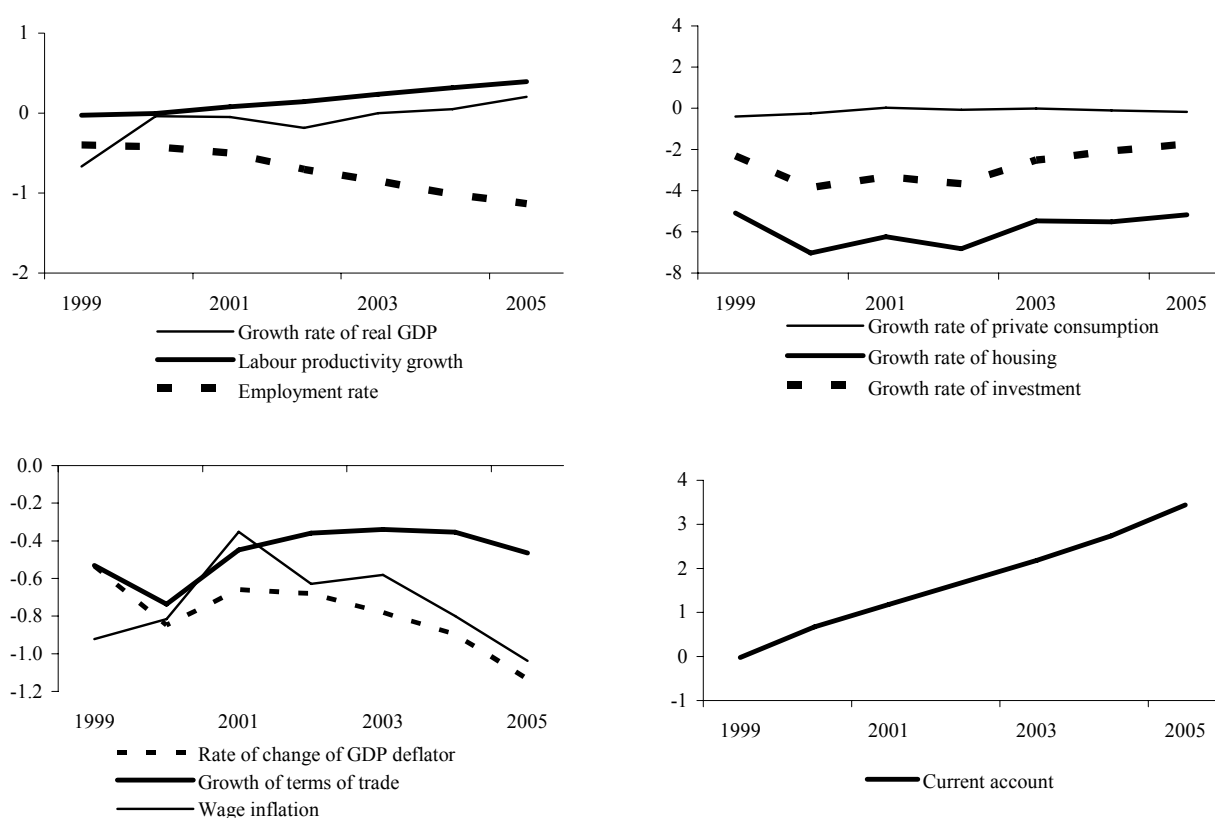 1
0
-1
-2
1999 2001 2003 2005
Growth rate of real GDP
Labour productivity growth
Employment rate
4
2
0
-2
-4
-6
-8
1999 2001 2003 2005
Growth rate of private consumption
Growth rate of housing
Growth rate of investment
0.0
-0.2
-0.4
-0.6
-0.8
-1.0
-1.2
1999 2001 2003 2005
Rate of change of GDP deflator
Growth of terms of trade
Wage inflation
4
3
2
1
0
-1
1999 2001 2003 2005
Current account